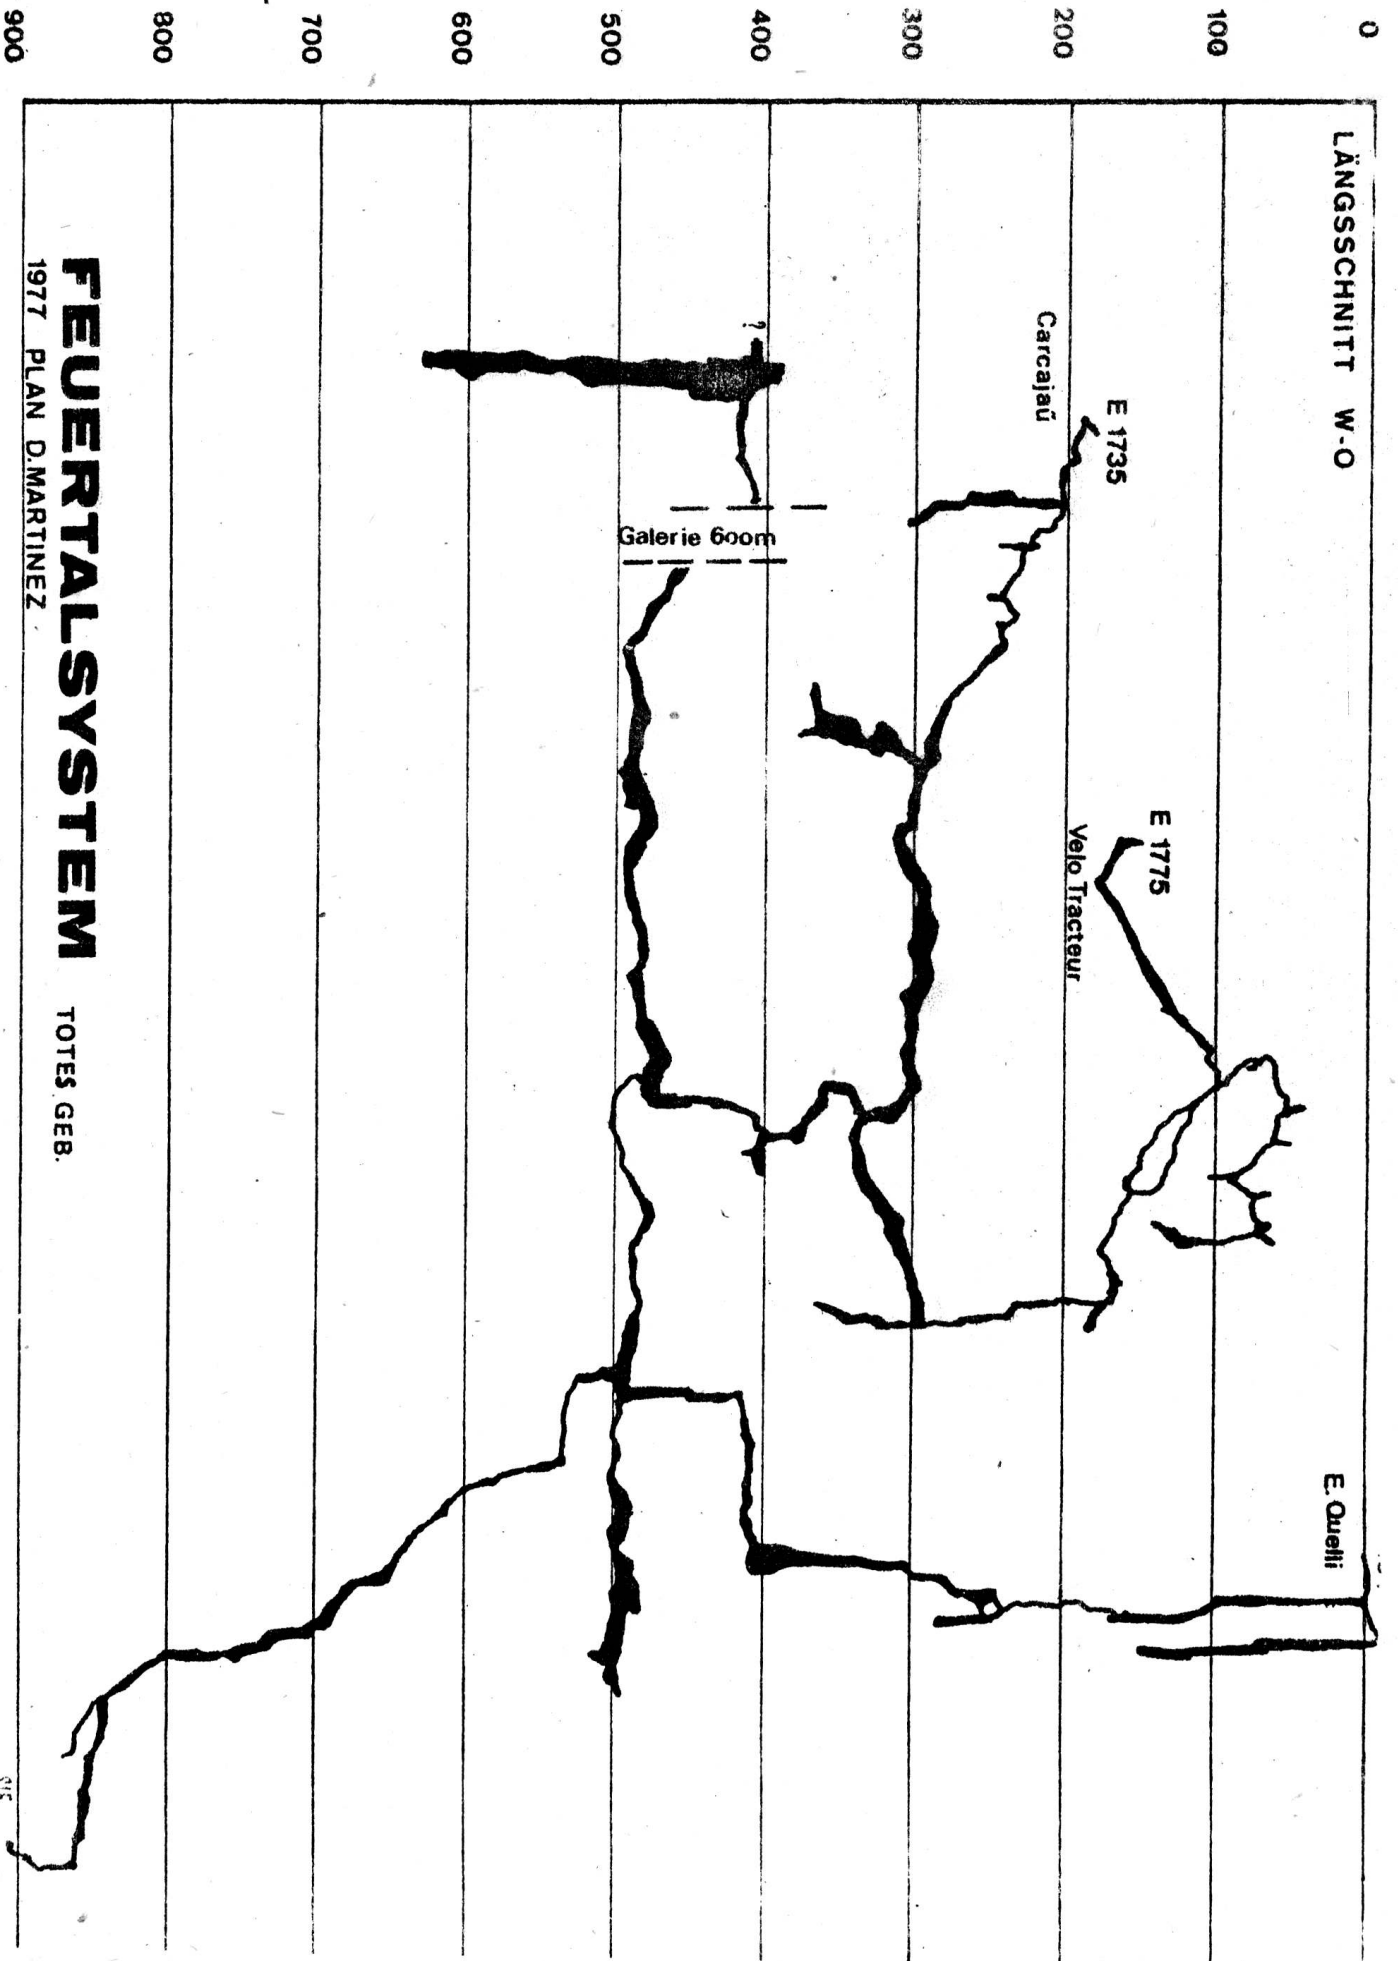 LÄNGSSCHNITT W-O
0
100
200
300
400
500
600
700
800
900
E. Quelli
E 1775
Velo Tracteur
E 1735
Carcajaū
?
Galerie 600m
FEUERTALSYSTEM TOTES GEB.
1977 PLAN D.MARTINEZ